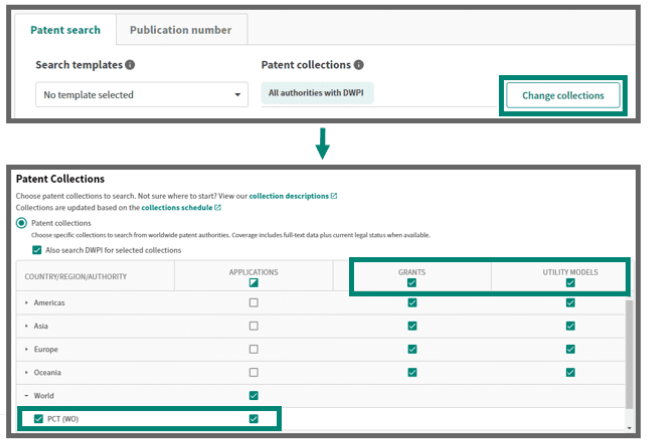 Patent search
Publication number
Search templates
Patent collections
No template selected
All authorities with DWPI
Change collections
Patent Collections
Choose patent collections to search. Not sure where to start? View our collection descriptions
Collections are updated based on the collections schedule
Patent collections
Choose specific collections to search from worldwide patent authorities. Coverage includes full-text data plus current legal status when available.
Also search DWPI for selected collections
COUNTRY/REGION/AUTHORITY APPLICATIONS GRANTS UTILITY MODELS
Americas
Asia
Europe
Oceania
World
PCT (WO)